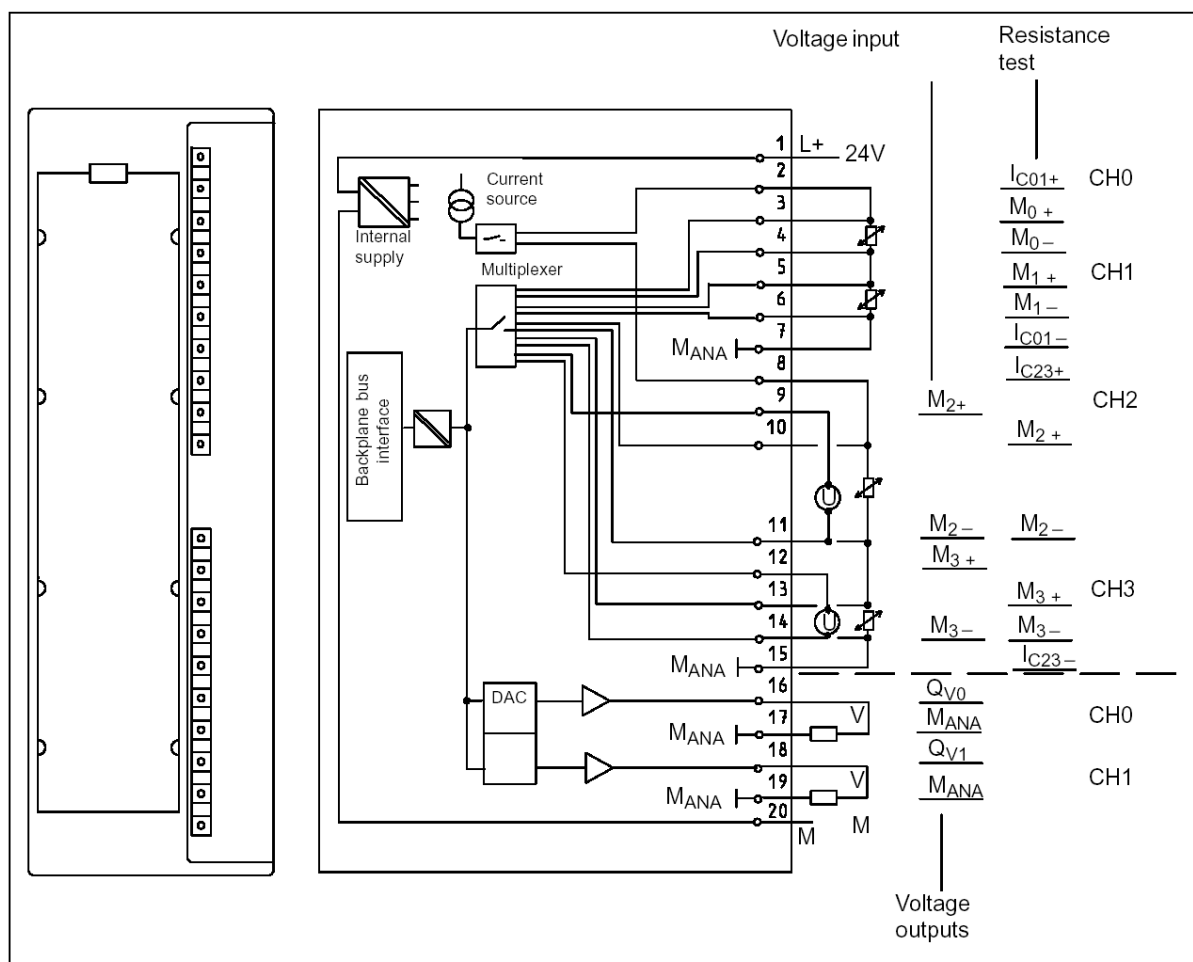 Voltage input
Resistance
test
1 L+ 24V
2
IC01+ CH0
Current
source
3
M0 +
4
M0 –
Internal
supply
5
M1 + CH1
Multiplexer
6
M1 –
7
IC01 –
MANA
8
IC23+
9
M2+ CH2
10
M2 +
Backplane bus
interface
U
11
M2 – M2 –
12
M3 +
13
M3 + CH3
14
U
M3 – M3 –
15
MANA
IC23 –
16
QV0
DAC
17
V
MANA
MANA CH0
18
QV1
19
V
MANA
MANA CH1
20
M
M
Voltage
outputs